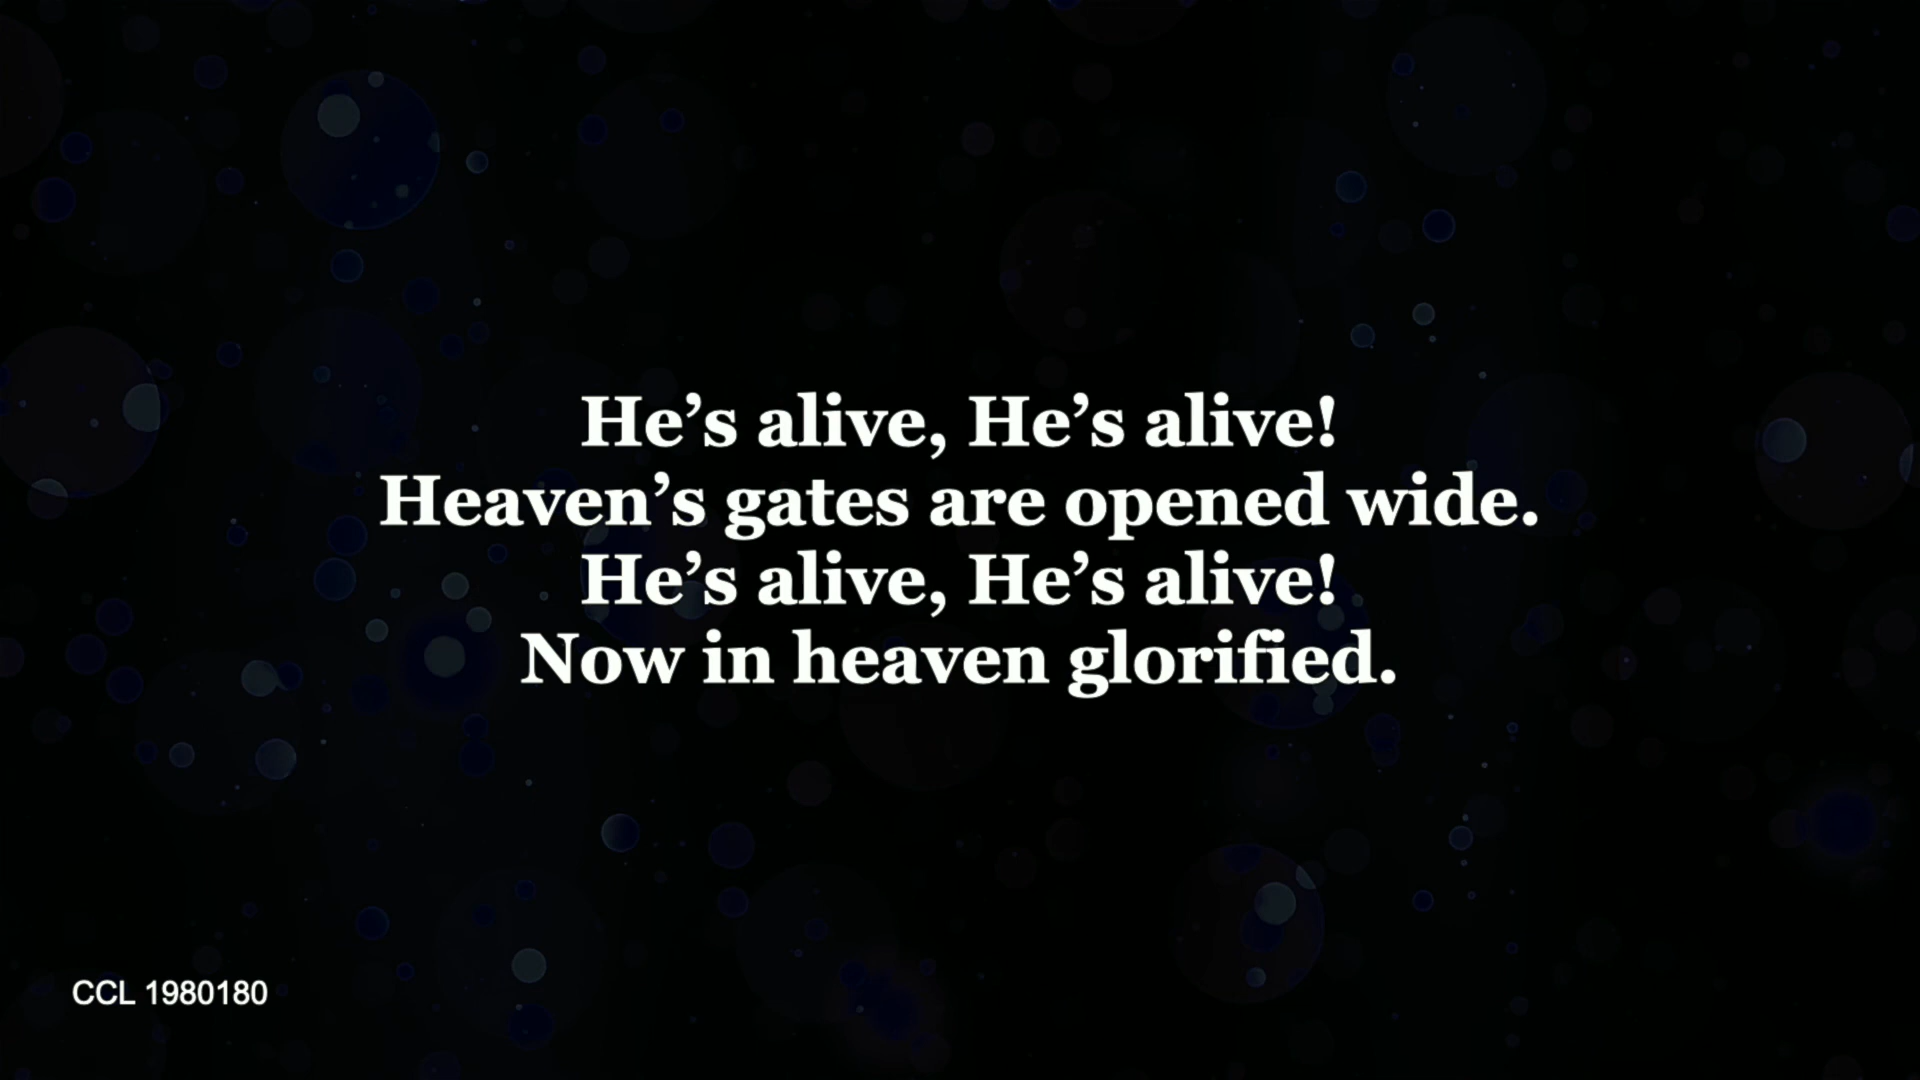 He’s alive, He’s alive!
Heaven’s gates are opened wide.
He’s alive, He’s alive!
Now in heaven glorified.
CCL 1980180